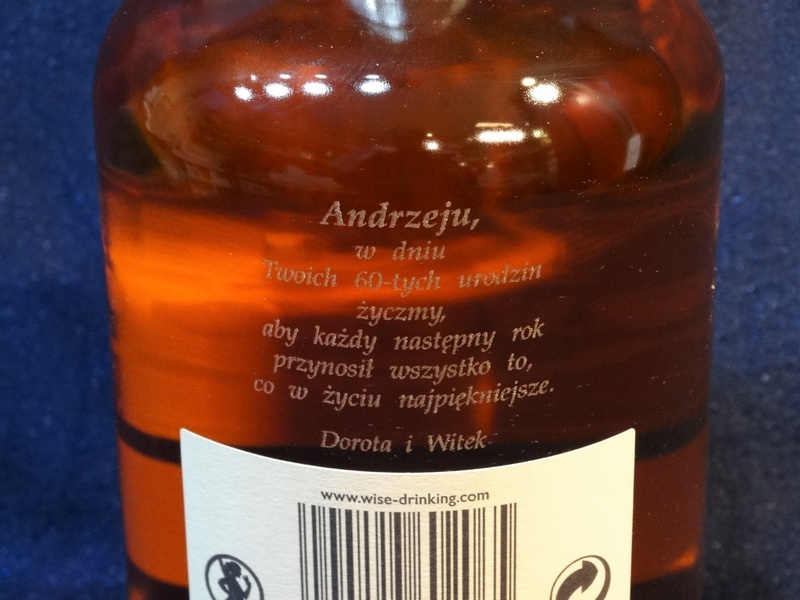 Andrzeju,
w dniu
Twoich 60-tych urodzin
życzmy,
aby każdy następny rok
przynosił wszystko to,
co w życiu najpiękniejsze.
Dorota i Witek
www.wise-drinking.com